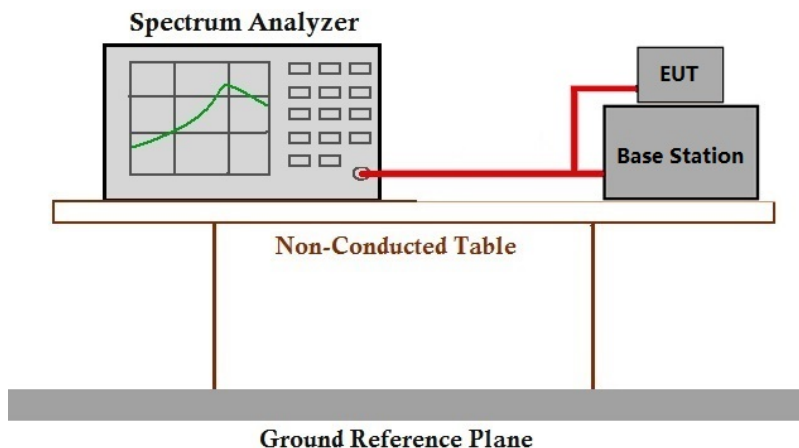 Spectrum Analyzer
EUT
Base Station
Non-Conducted Table
Ground Reference Plane